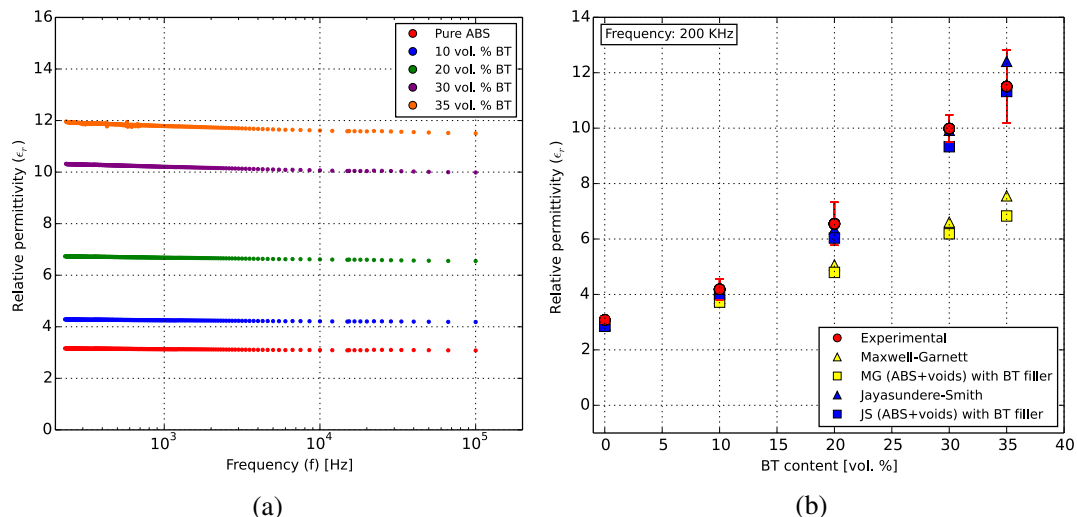 16
14
12
10
8
6
4
2
0
Relative permittivity (ϵr)
Pure ABS
10 vol. % BT
20 vol. % BT
30 vol. % BT
35 vol. % BT
10^3
10^4
10^5
Frequency (f) [Hz]
(a)
14
12
10
8
6
4
2
0
Relative permittivity (ϵr)
Frequency: 200 KHz
Experimental
Maxwell-Garnett
MG (ABS+voids) with BT filler
Jayasundere-Smith
JS (ABS+voids) with BT filler
0 5 10 15 20 25 30 35 40
BT content [vol. %]
(b)